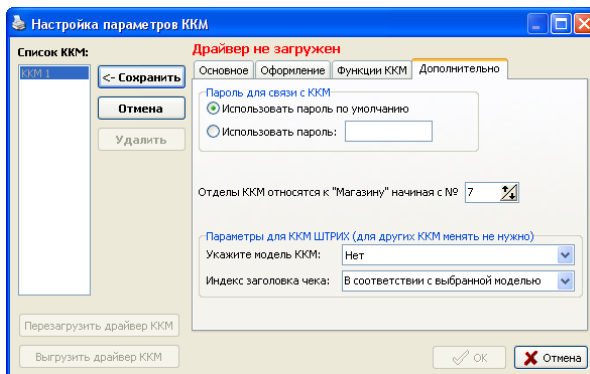 Настройка параметров ККМ
Список ККМ:
ККМ 1
<- Сохранить
Отмена
Удалить
Драйвер не загружен
Основное Оформление Функции ККМ Дополнительно
Пароль для связи с ККМ
Использовать пароль по умолчанию
Использовать пароль:
Отделы ККМ относятся к "Магазину" начиная с № 7
Параметры для ККМ ШТРИХ (для других ККМ менять не нужно)
Укажите модель ККМ: Нет
Индекс заголовка чека: В соответствии с выбранной моделью
Перезагрузить драйвер ККМ
Выгрузить драйвер ККМ
ОК
Отмена